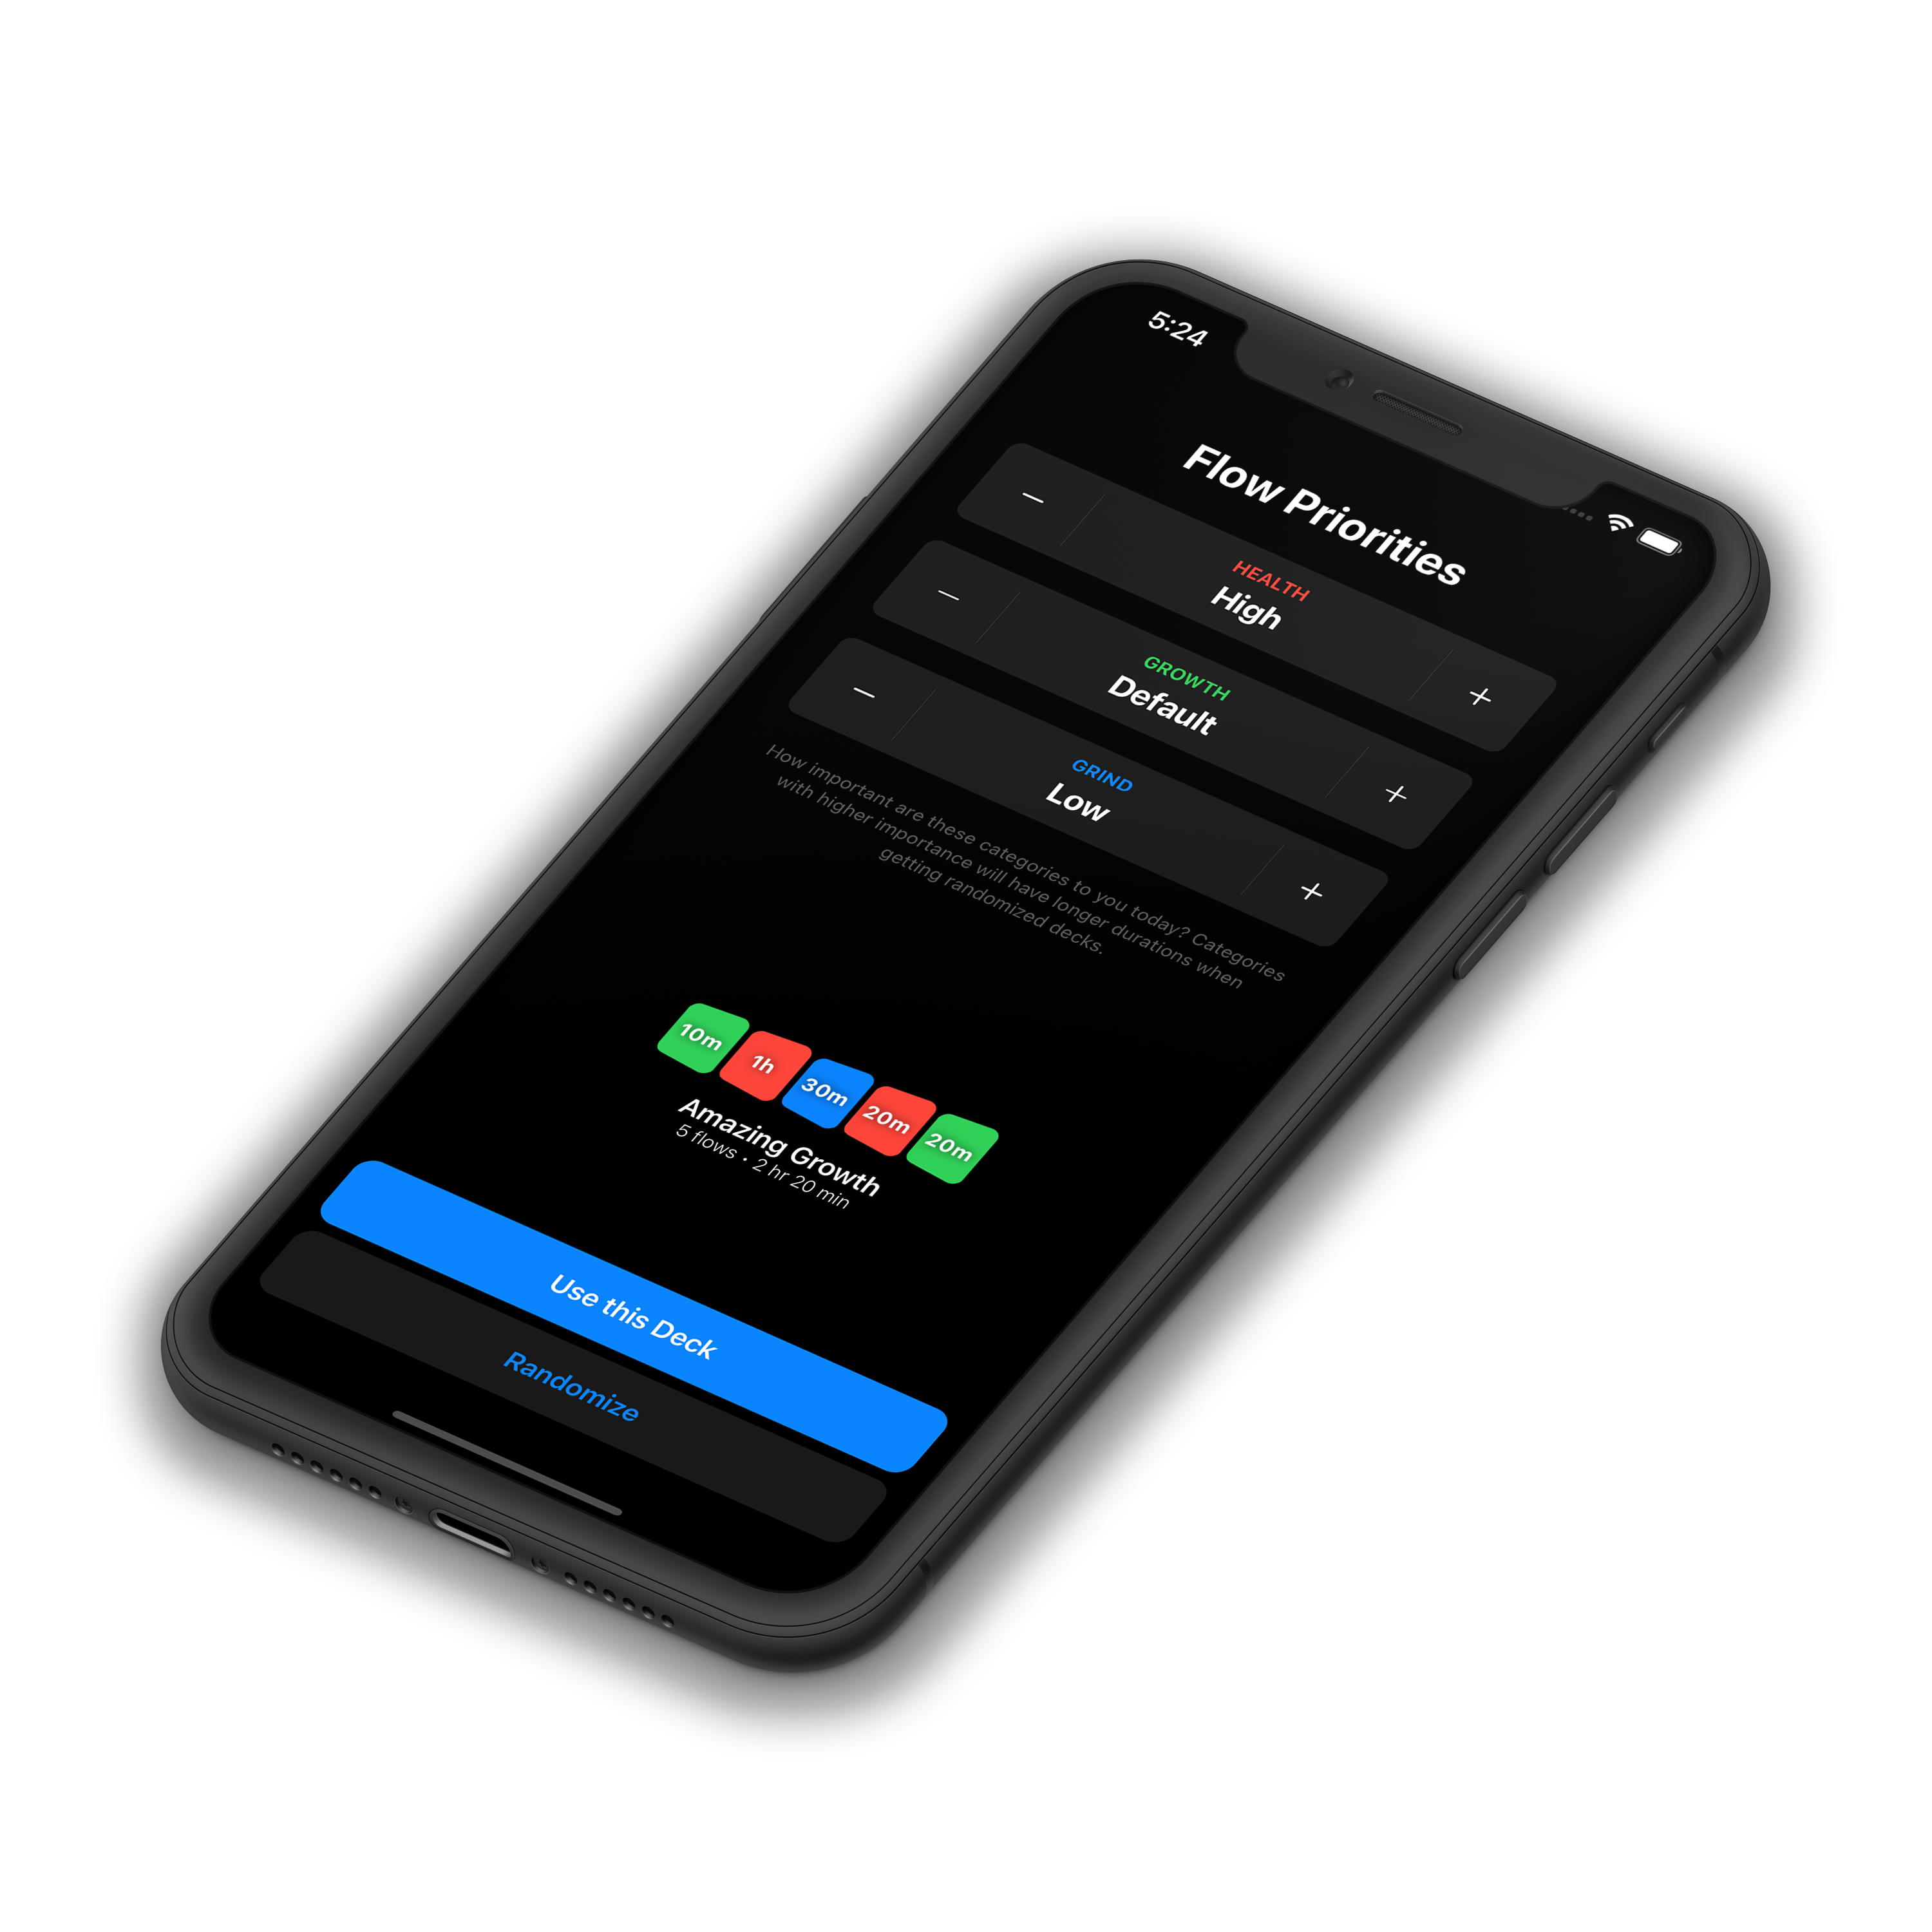 5:24
Flow Priorities
HEALTH
High
GROWTH
Default
GRIND
Low
How important are these categories to you today? Categories
with higher importance will have longer durations when
getting randomized decks.
10m 1h 30m 20m 20m
Amazing Growth
5 flows • 2 hr 20 min
Use this Deck
Randomize